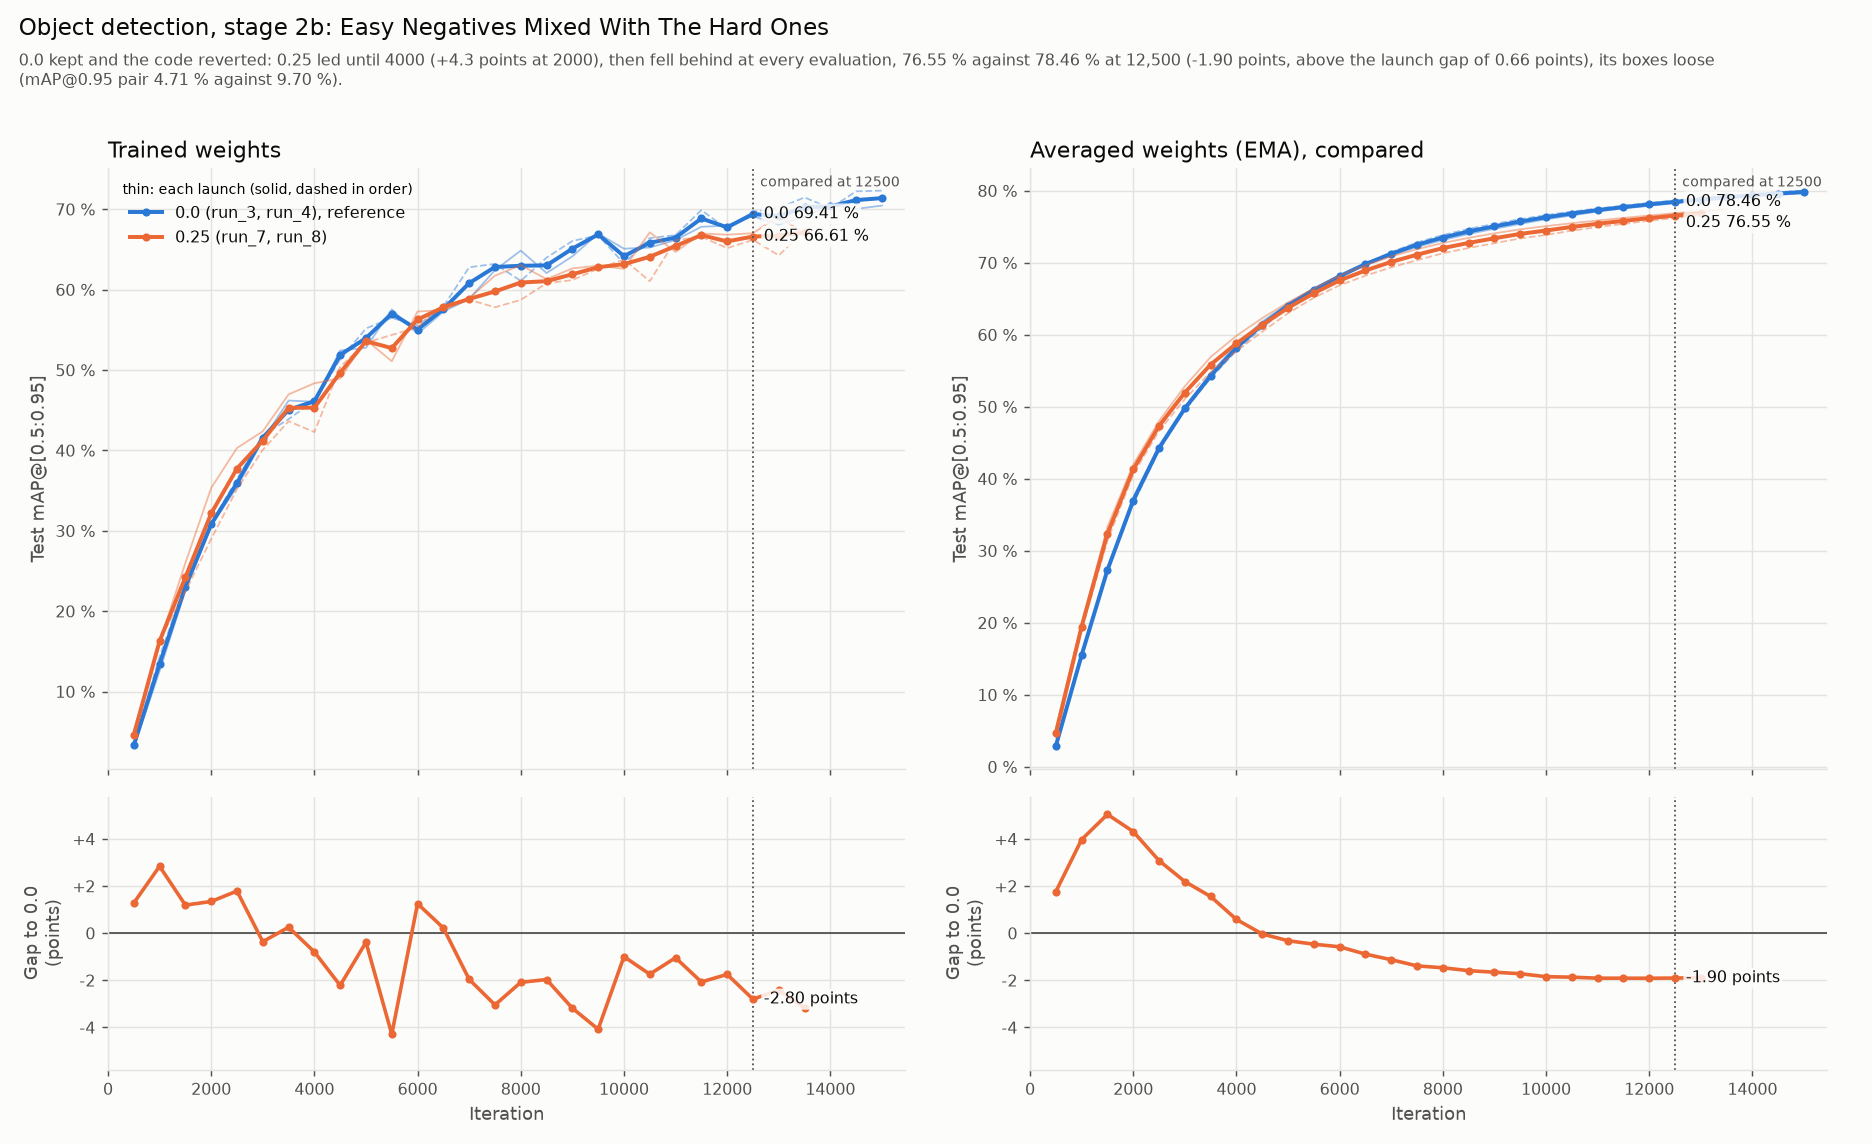 Object detection, stage 2b: Easy Negatives Mixed With The Hard Ones
0.0 kept and the code reverted: 0.25 led until 4000 (+4.3 points at 2000), then fell behind at every evaluation, 76.55 % against 78.46 % at 12,500 (-1.90 points, above the launch gap of 0.66 points), its boxes loose
(mAP@0.95 pair 4.71 % against 9.70 %).
Trained weights
thin: each launch (solid, dashed in order)
0.0 (run_3, run_4), reference
0.25 (run_7, run_8)
compared at 12500
0.0 69.41 %
0.25 66.61 %
70 %
60 %
50 %
40 %
30 %
20 %
10 %
Test mAP@[0.5:0.95]
Averaged weights (EMA), compared
compared at 12500
0.0 78.46 %
0.25 76.55 %
80 %
70 %
60 %
50 %
40 %
30 %
20 %
10 %
0 %
Test mAP@[0.5:0.95]
+4
+2
0
-2
-4
Gap to 0.0
(points)
-2.80 points
0 2000 4000 6000 8000 10000 12000 14000
Iteration
+4
+2
0
-2
-4
Gap to 0.0
(points)
-1.90 points
0 2000 4000 6000 8000 10000 12000 14000
Iteration